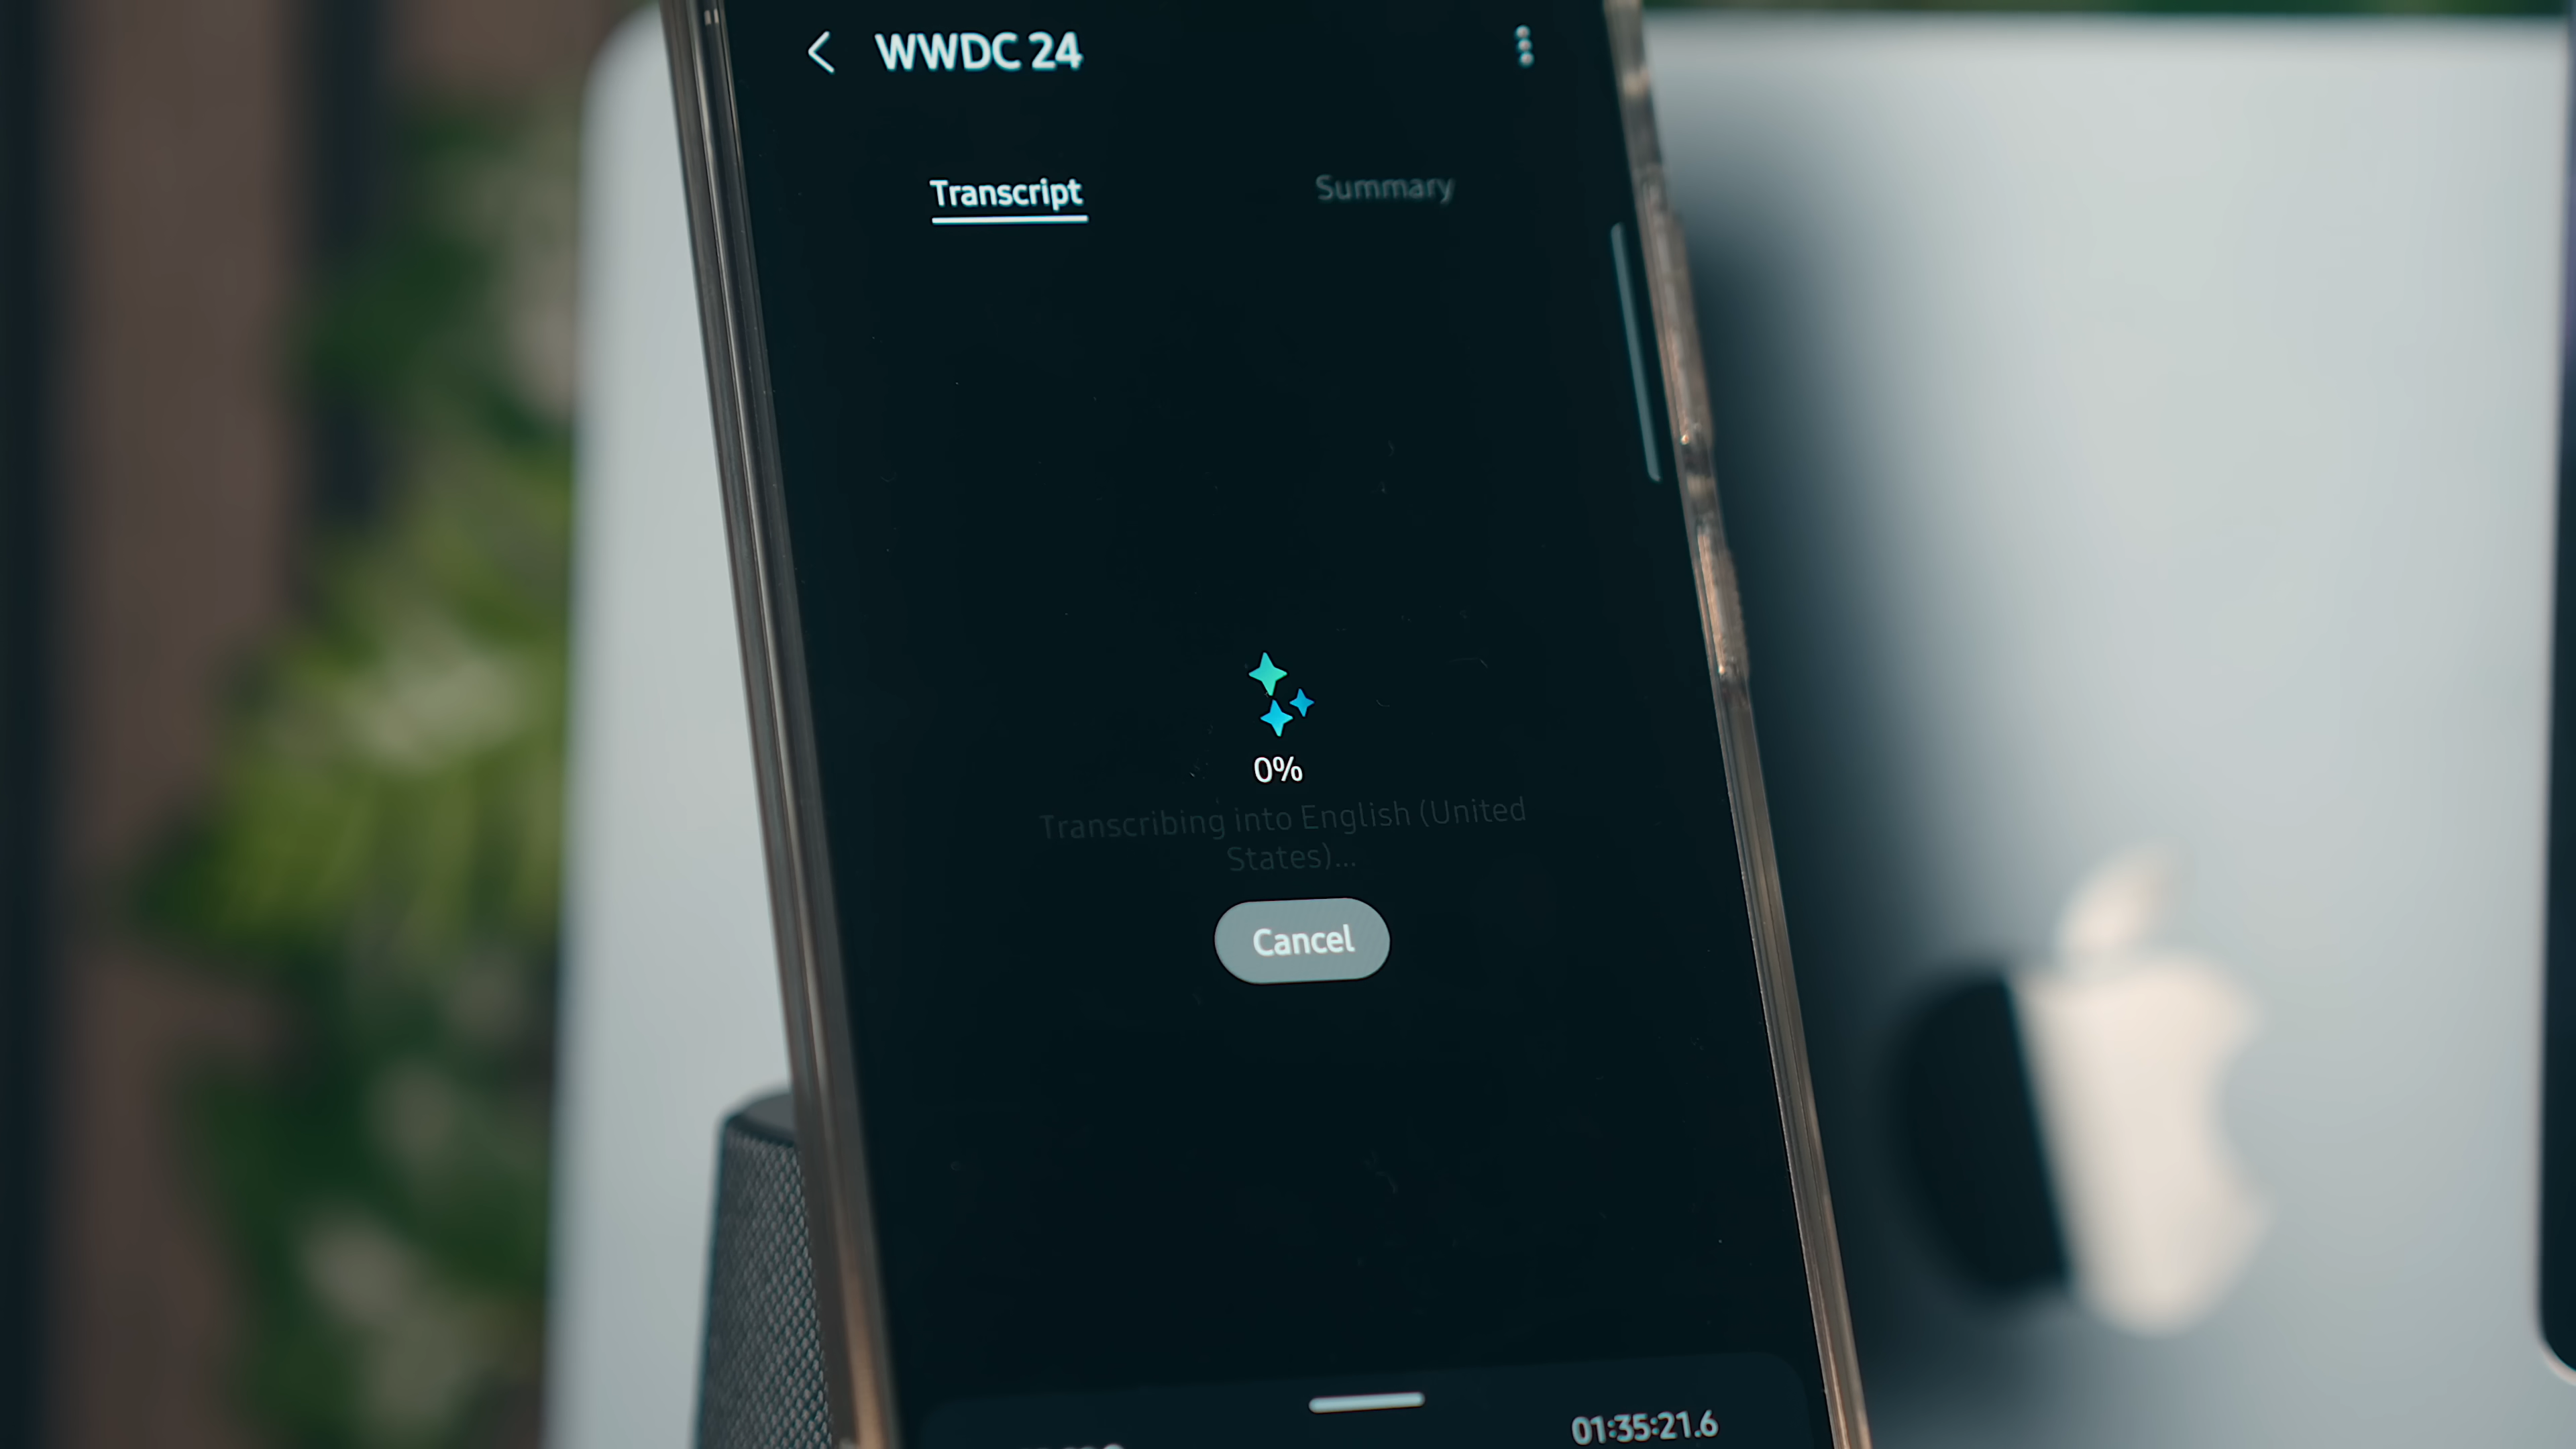 WWDC 24
Transcript Summary
0%
Transcribing into English (United
States)...
Cancel
01:35:21.6